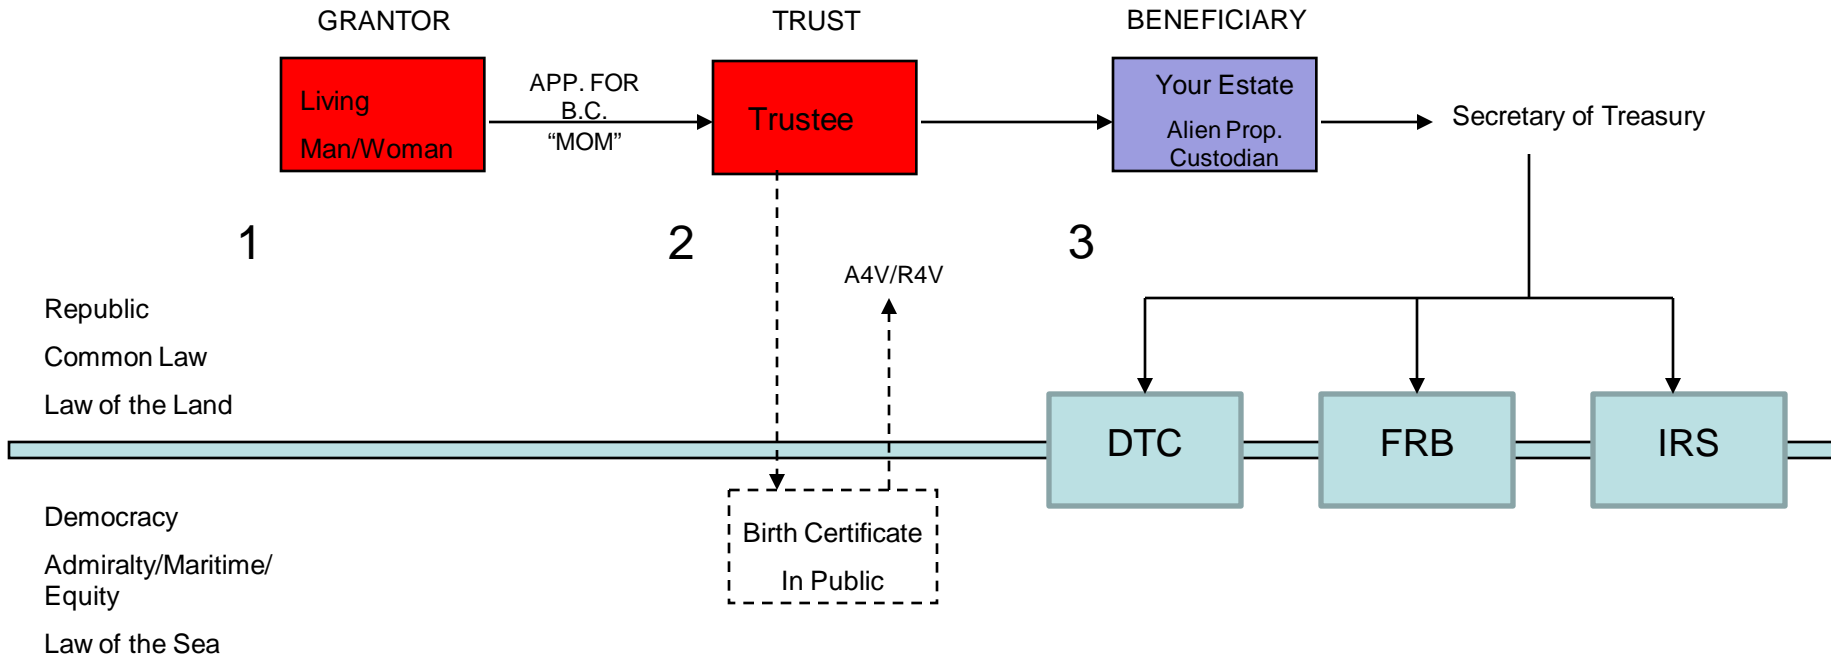 GRANTOR
TRUST
BENEFICIARY
Living
Man/Woman
APP. FOR
B.C.
“MOM”
Trustee
Your Estate
Alien Prop.
Custodian
Secretary of Treasury
1
2
3
A4V/R4V
Republic
Common Law
Law of the Land
DTC
FRB
IRS
Birth Certificate
In Public
Democracy
Admiralty/Maritime/
Equity
Law of the Sea